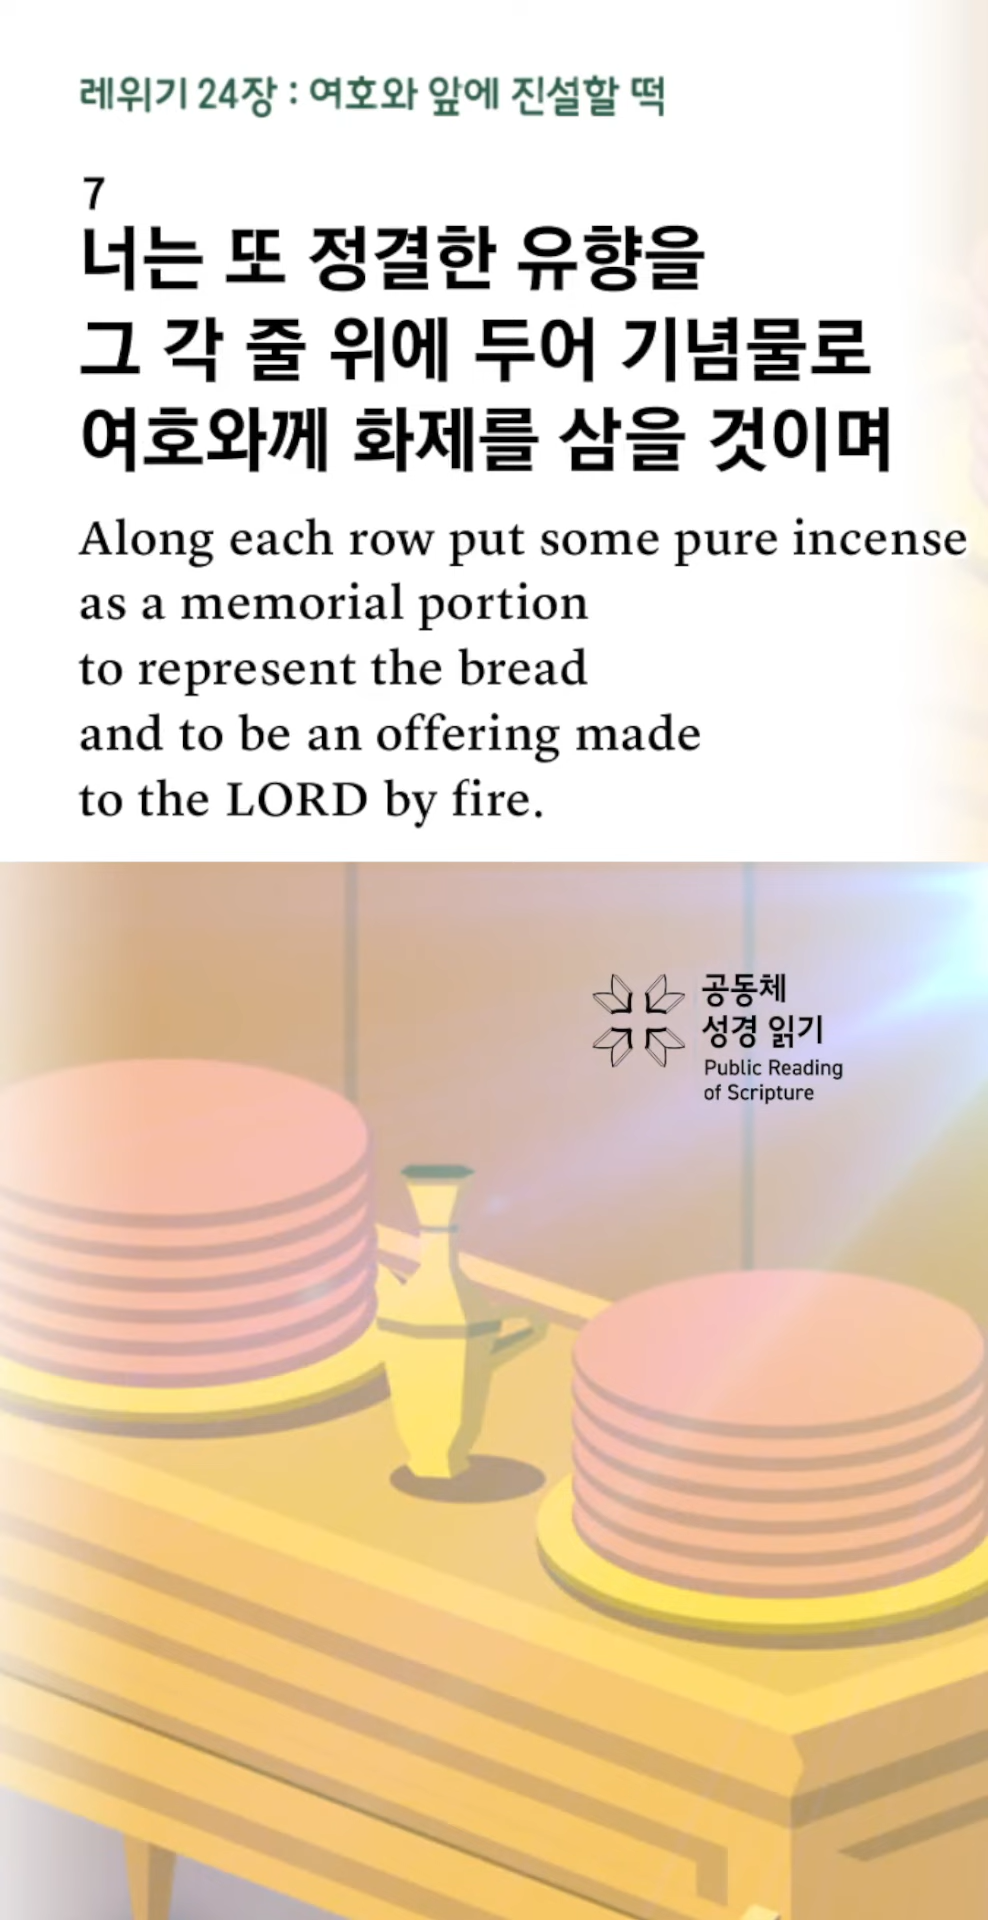 레위기 24장 : 여호와 앞에 진설할 떡
7
너는 또 정결한 유향을
그 각 줄 위에 두어 기념물로
여호와께 화제를 삼을 것이며
Along each row put some pure incense
as a memorial portion
to represent the bread
and to be an offering made
to the LORD by fire.
공동체
성경 읽기
Public Reading
of Scripture